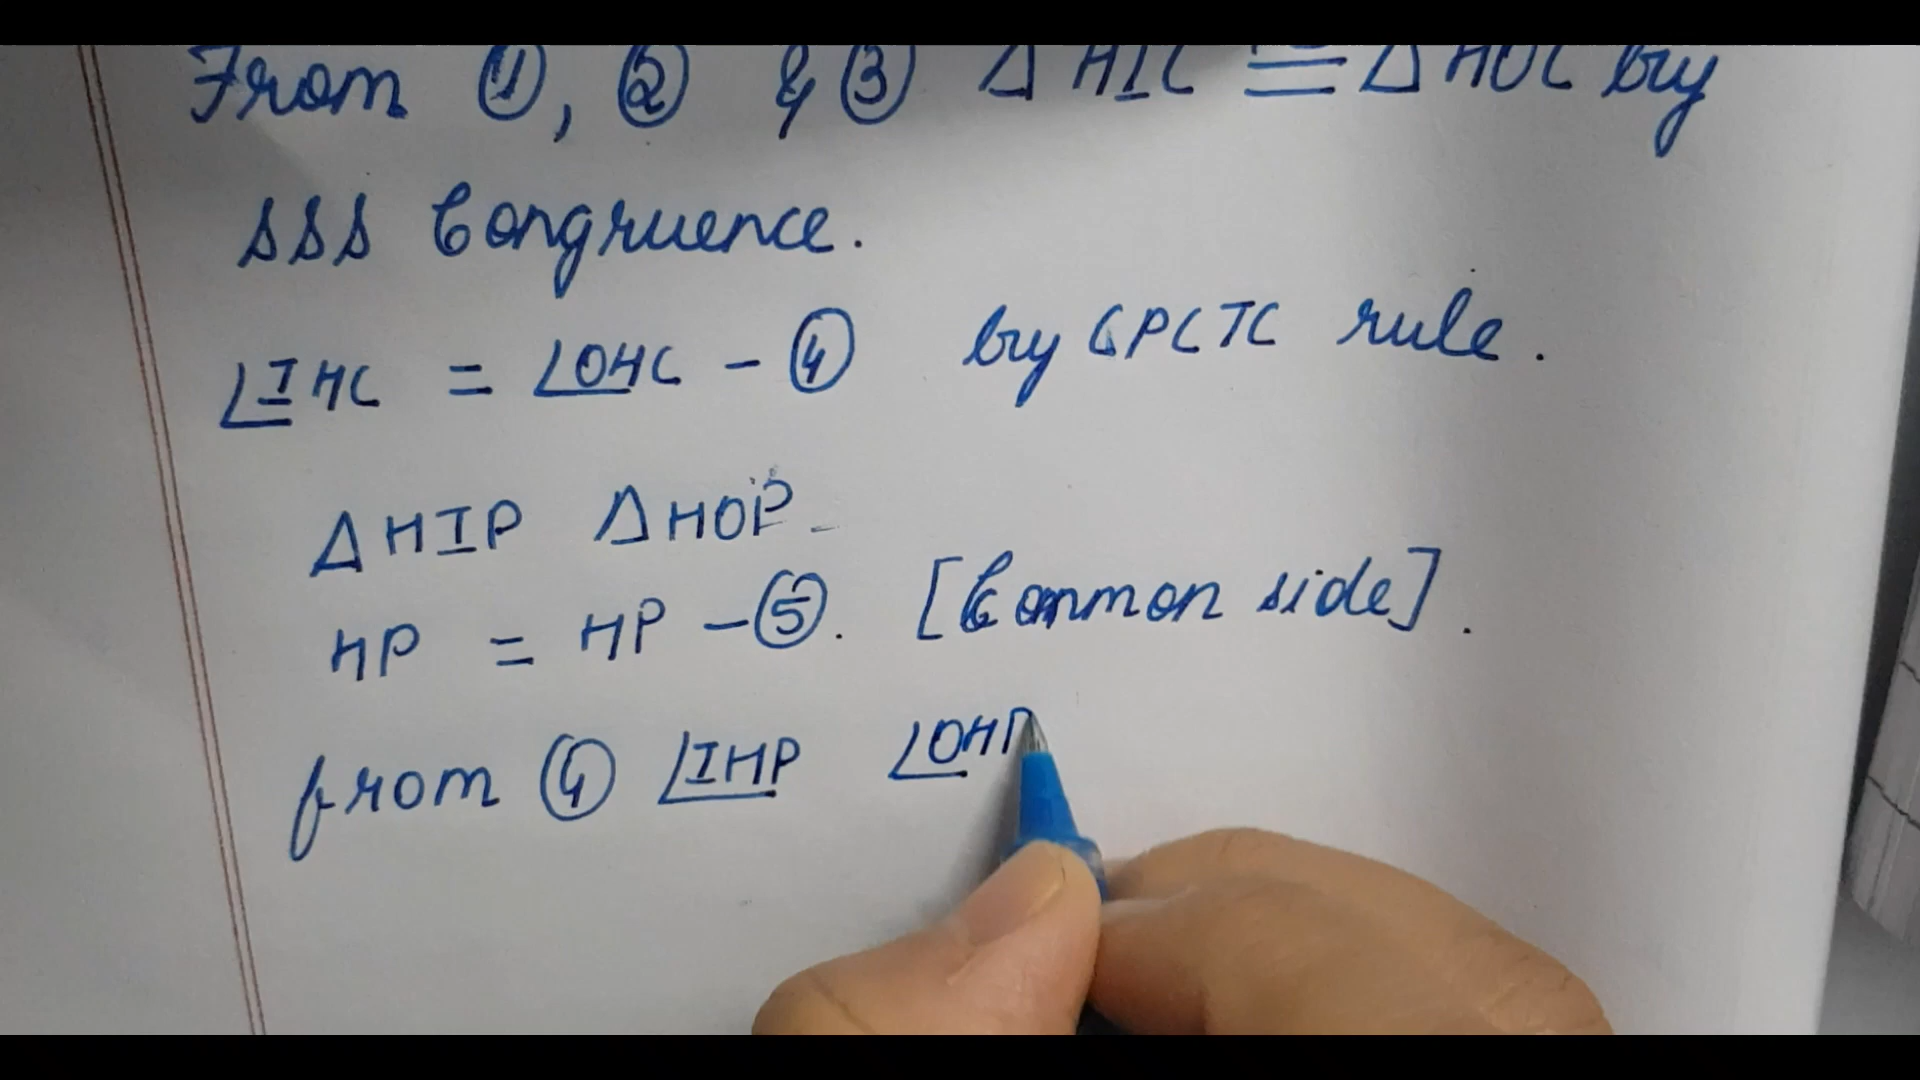 From ①, ② & ③ ΔHIC ≅ ΔHOC by
SSS Congruence.
∠IHC = ∠OHC - ④ by CPCTC rule.
ΔHIP ΔHOP
HP = HP - ⑤. [Common side].
from ④ ∠IHP ∠OHP